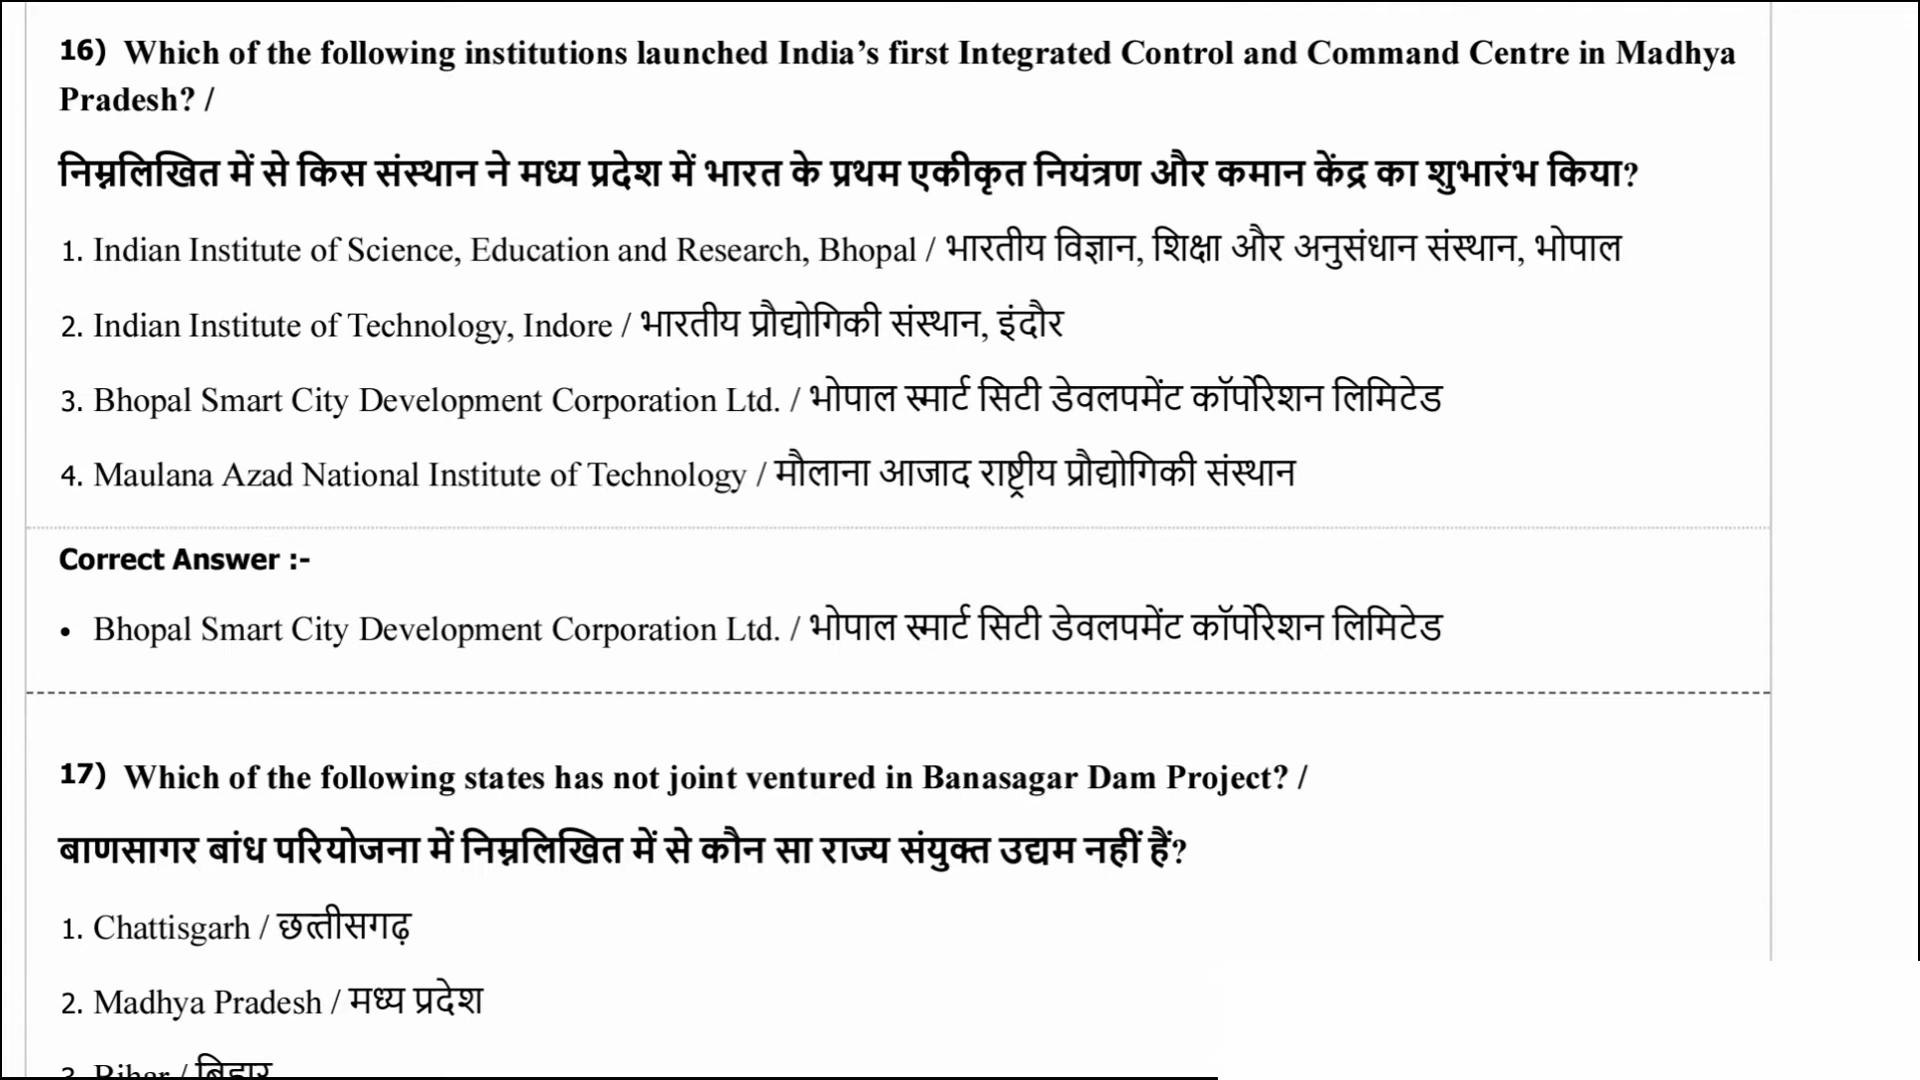 16) Which of the following institutions launched India’s first Integrated Control and Command Centre in Madhya
Pradesh? /
निम्नलिखित में से किस संस्थान ने मध्य प्रदेश में भारत के प्रथम एकीकृत नियंत्रण और कमान केंद्र का शुभारंभ किया?
1. Indian Institute of Science, Education and Research, Bhopal / भारतीय विज्ञान, शिक्षा और अनुसंधान संस्थान, भोपाल
2. Indian Institute of Technology, Indore / भारतीय प्रौद्योगिकी संस्थान, इंदौर
3. Bhopal Smart City Development Corporation Ltd. / भोपाल स्मार्ट सिटी डेवलपमेंट कॉर्पोरेशन लिमिटेड
4. Maulana Azad National Institute of Technology / मौलाना आजाद राष्ट्रीय प्रौद्योगिकी संस्थान
Correct Answer :-
• Bhopal Smart City Development Corporation Ltd. / भोपाल स्मार्ट सिटी डेवलपमेंट कॉर्पोरेशन लिमिटेड
17) Which of the following states has not joint ventured in Banasagar Dam Project? /
बाणसागर बांध परियोजना में निम्नलिखित में से कौन सा राज्य संयुक्त उद्यम नहीं हैं?
1. Chattisgarh / छत्तीसगढ़
2. Madhya Pradesh / मध्य प्रदेश
3. Bihar / बिहार